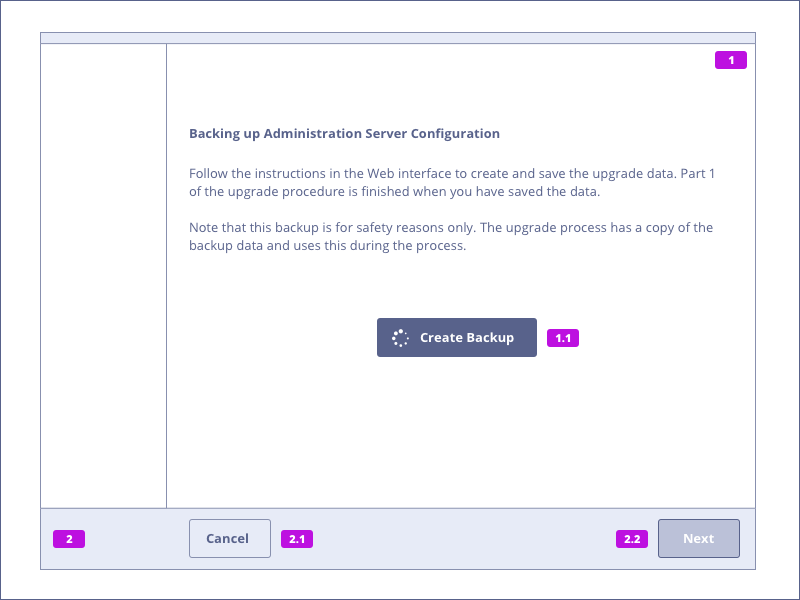 1
Backing up Administration Server Configuration
Follow the instructions in the Web interface to create and save the upgrade data. Part 1
of the upgrade procedure is finished when you have saved the data.
Note that this backup is for safety reasons only. The upgrade process has a copy of the
backup data and uses this during the process.
Create Backup 1.1
2 Cancel 2.1 2.2 Next